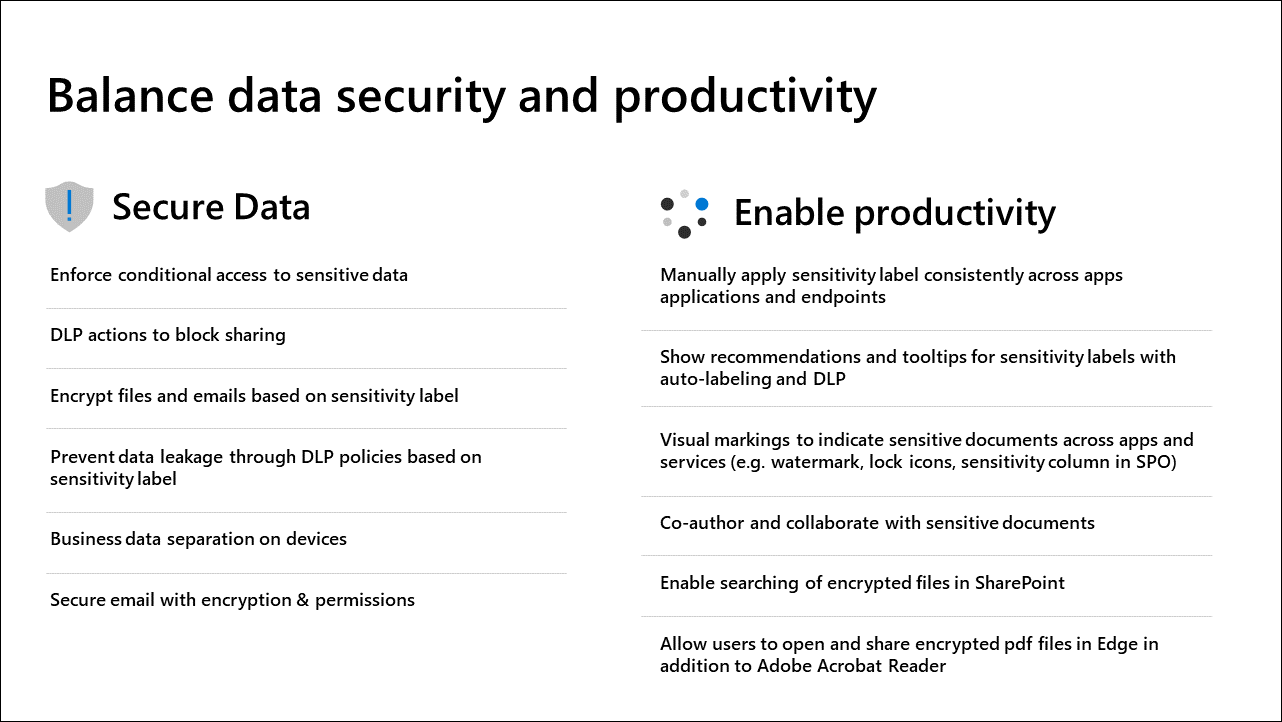 Balance data security and productivity
Secure Data
Enforce conditional access to sensitive data
DLP actions to block sharing
Encrypt files and emails based on sensitivity label
Prevent data leakage through DLP policies based on
sensitivity label
Business data separation on devices
Secure email with encryption & permissions
Enable productivity
Manually apply sensitivity label consistently across apps
applications and endpoints
Show recommendations and tooltips for sensitivity labels with
auto-labeling and DLP
Visual markings to indicate sensitive documents across apps and
services (e.g. watermark, lock icons, sensitivity column in SPO)
Co-author and collaborate with sensitive documents
Enable searching of encrypted files in SharePoint
Allow users to open and share encrypted pdf files in Edge in
addition to Adobe Acrobat Reader